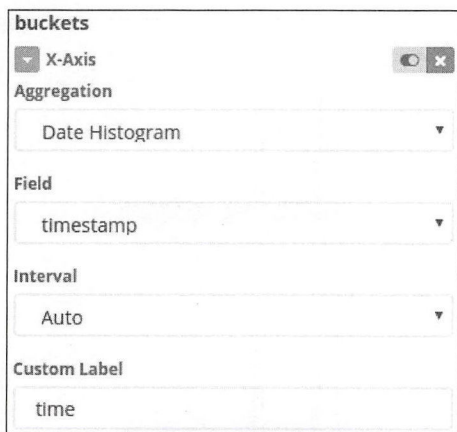 buckets
X-Axis
Aggregation
Date Histogram
Field
timestamp
Interval
Auto
Custom Label
time